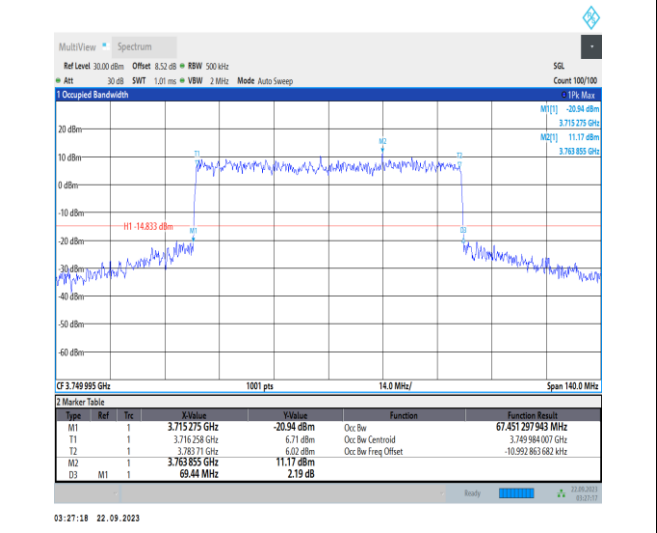 MultiView Spectrum
Ref Level 30.00 dBm Offset 8.52 dB RBW 500 kHz SGL
Att 30 dB SWT 1.01 ms VBW 2 MHz Mode Auto Sweep Count 100/100
1 Occupied Bandwidth 1Pk Max
M1[1] -20.94 dBm
3.715 275 GHz
M2[1] 11.17 dBm
3.763 855 GHz
20 dBm
M2
T1
10 dBm
0 dBm
-10 dBm
H1 -14.833 dBm
M1
D3
-20 dBm
-30 dBm
-40 dBm
-50 dBm
-60 dBm
CF 3.749 995 GHz 1001 pts 14.0 MHz/ Span 140.0 MHz
2 Marker Table
Type Ref Trc X-Value Y-Value Function Function Result
M1 1 3.715 275 GHz -20.94 dBm Occ Bw 67.451 297 943 MHz
T1 1 3.716 258 GHz 6.71 dBm Occ Bw Centroid 3.749 984 007 GHz
T2 1 3.783 71 GHz 6.02 dBm Occ Bw Freq Offset -10.992 863 682 kHz
M2 1 3.763 855 GHz 11.17 dBm
D3 M1 1 69.44 MHz 2.19 dB
Ready 22.09.2023
03:27:17
03:27:18 22.09.2023